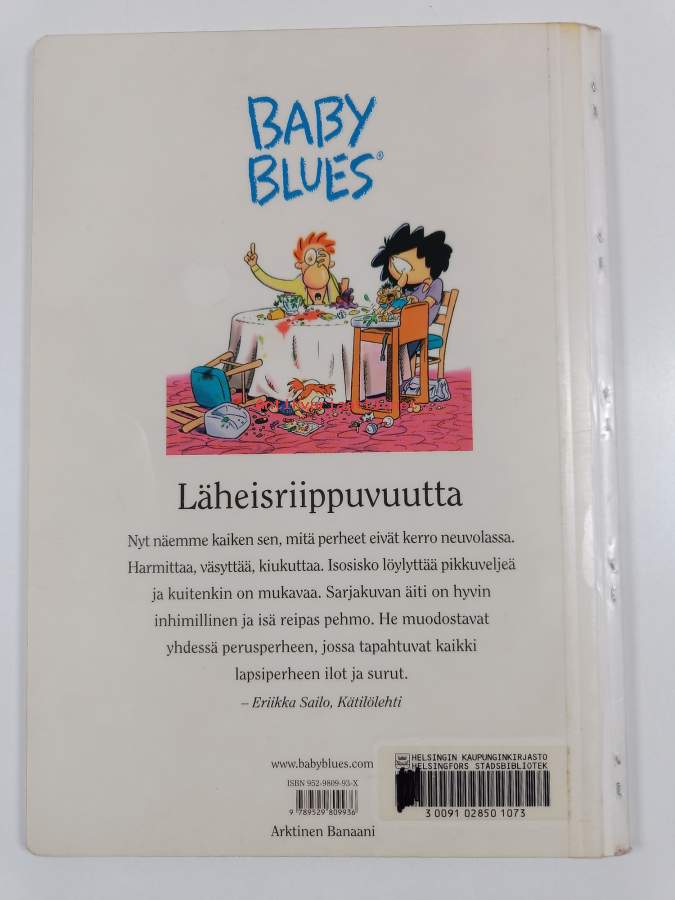 BABY
BLUES®
Läheisriippuvuutta
Nyt näemme kaiken sen, mitä perheet eivät kerro neuvolassa.
Harmittaa, väsyttää, kiukuttaa. Isosisko löylyttää pikkuveljeä
ja kuitenkin on mukavaa. Sarjakuvan äiti on hyvin
inhimillinen ja isä reipas pehmo. He muodostavat
yhdessä perusperheen, jossa tapahtuvat kaikki
lapsiperheen ilot ja surut.
– Eriikka Sailo, Kätilölehti
www.babyblues.com
ISBN 952-9809-93-X
9 789529 809936
Arktinen Banaani
HELSINGIN KAUPUNGINKIRJASTO
HELSINGFORS STADSBIBLIOTEK
3 0091 02850 1073